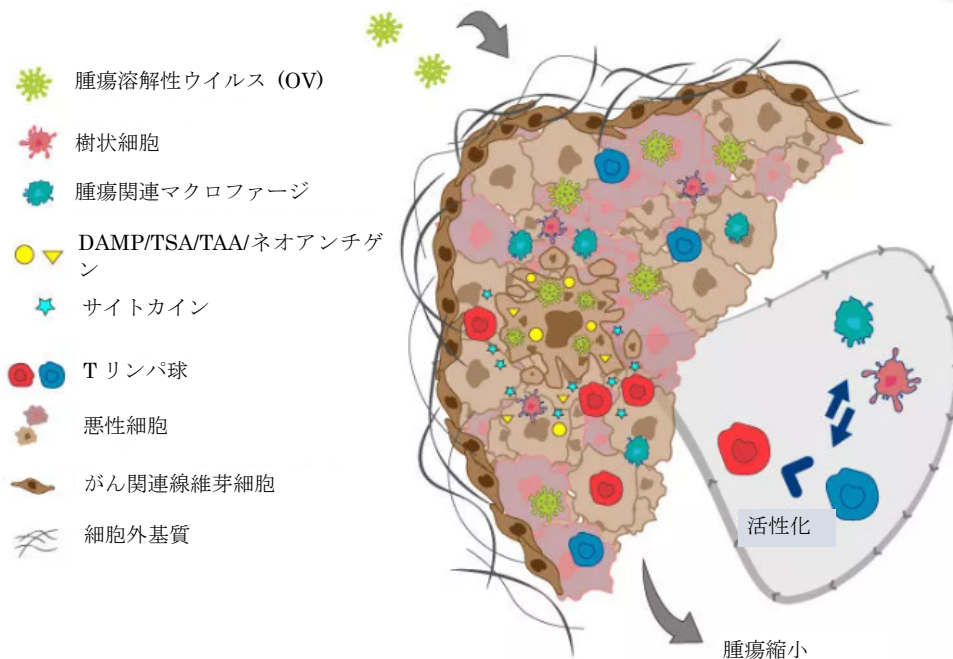 腫瘍溶解性ウイルス (OV)
樹状細胞
腫瘍関連マクロファージ
DAMP/TSA/TAA/ネオアンチゲ
ン
サイトカイン
T リンパ球
悪性細胞
がん関連線維芽細胞
細胞外基質
活性化
腫瘍縮小